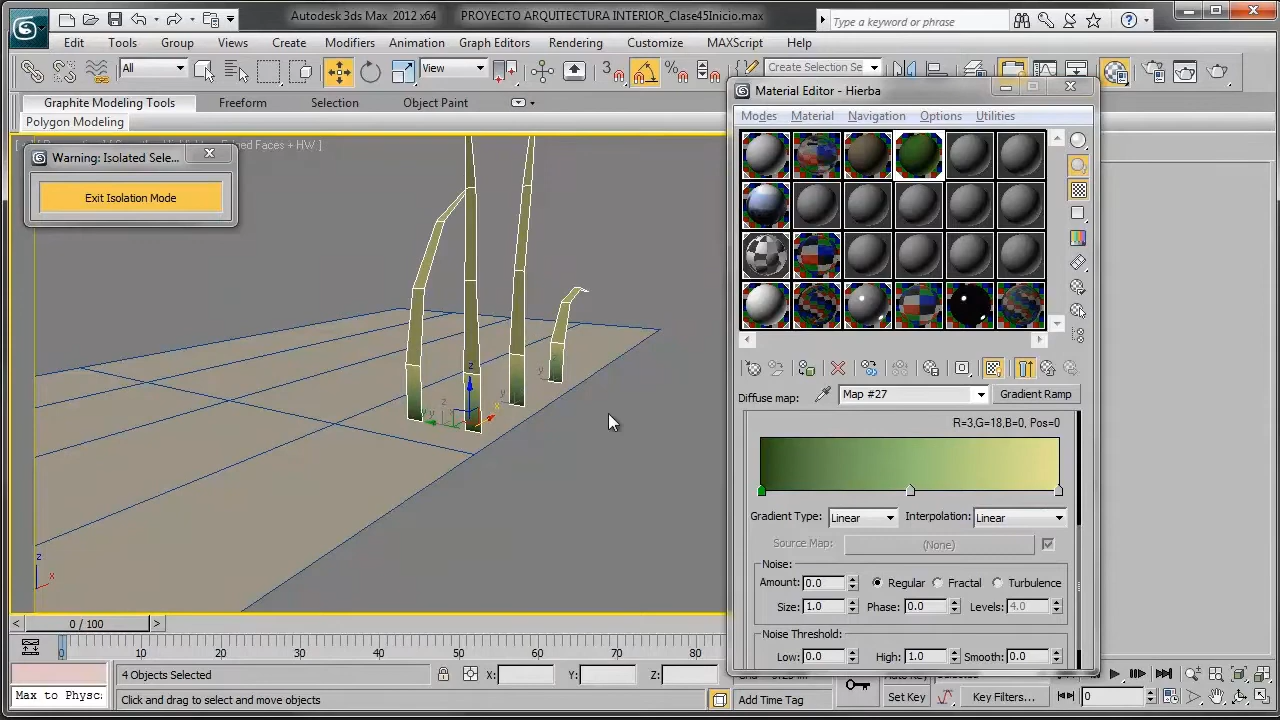 Autodesk 3ds Max 2012 x64 PROYECTO ARQUITECTURA INTERIOR_Clase45Inicio.max Type a keyword or phrase
Edit Tools Group Views Create Modifiers Animation Graph Editors Rendering Customize MAXScript Help
All View 3 Create Selection Se
Graphite Modeling Tools Freeform Selection Object Paint
Polygon Modeling
Faces + HW ]
Warning: Isolated Sele...
Exit Isolation Mode
Material Editor - Hierba
Modes Material Navigation Options Utilities
Diffuse map: Map #27 Gradient Ramp
R=3,G=18,B=0, Pos=0
Gradient Type: Linear Interpolation: Linear
Source Map: (None)
Noise:
Amount: 0.0 Regular Fractal Turbulence
Size: 1.0 Phase: 0.0 Levels: 4.0
Noise Threshold:
Low: 0.0 High: 1.0 Smooth: 0.0
z
x
z
z
y
y
y
x
0 / 100
0 10 20 30 40 50 60 70 80
4 Objects Selected X: Y: Z:
Max to Physc.
Click and drag to select and move objects
Add Time Tag
Set Key Key Filters... 0